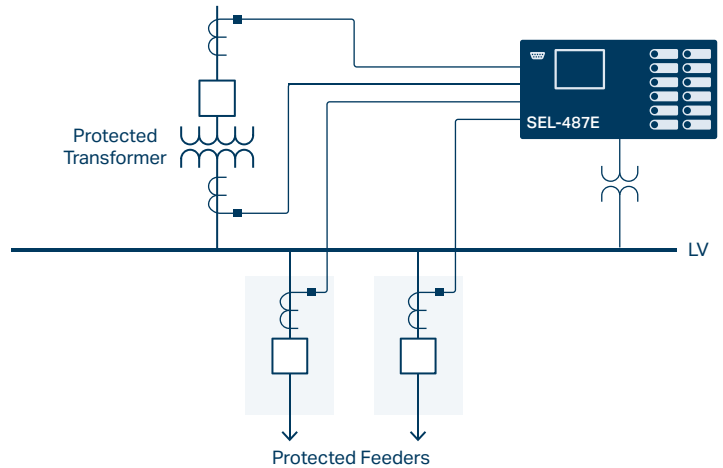 SEL-487E
Protected
Transformer
LV
Protected Feeders